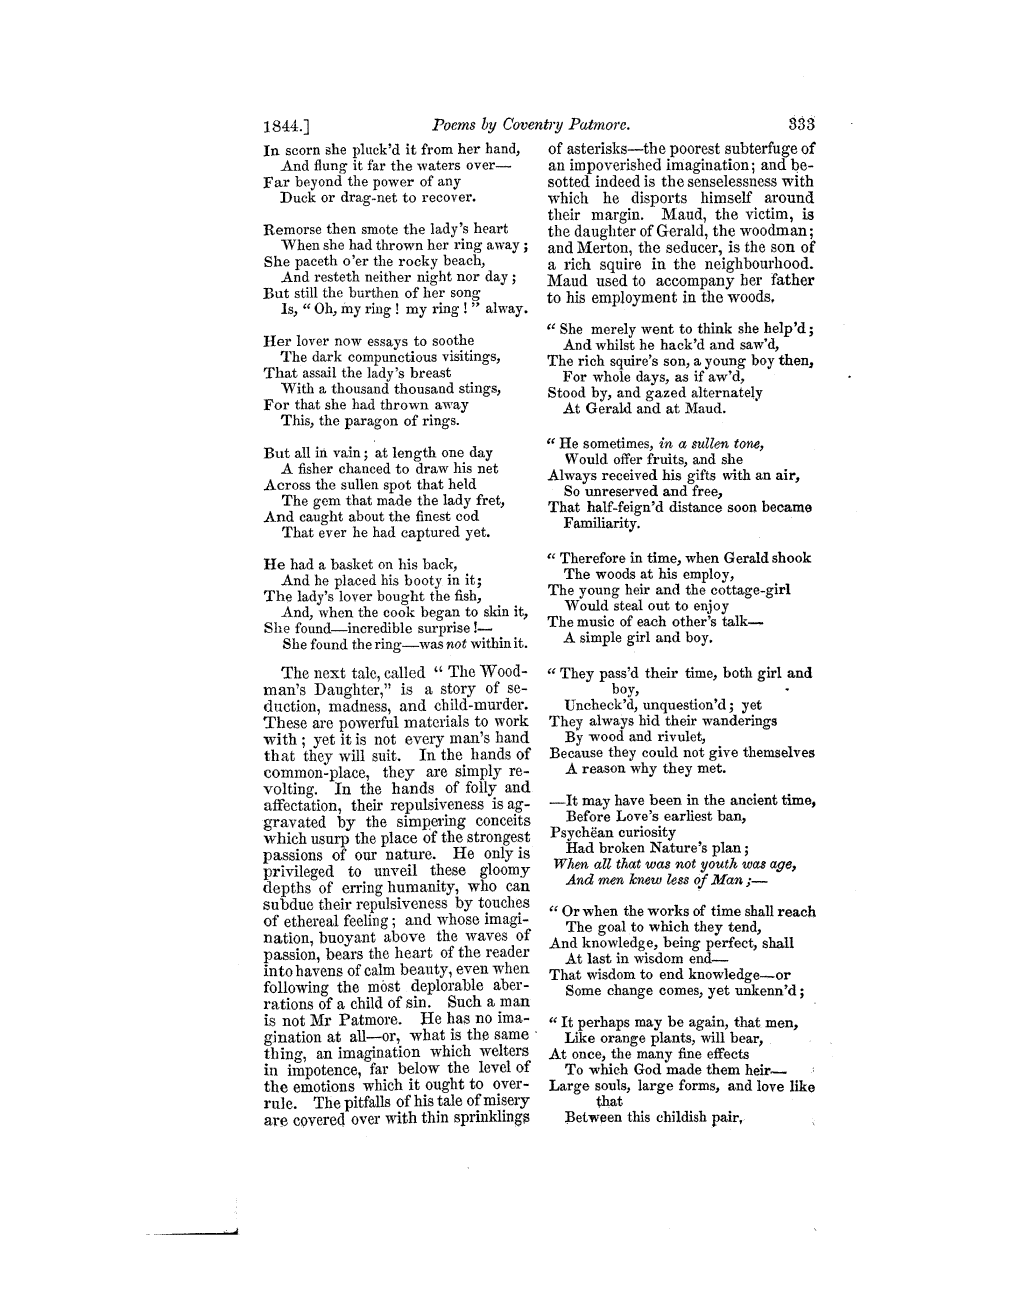 1844.] Poems by Coventry Patmore. 333
In scorn she pluck'd it from her hand,
And flung it far the waters over—
Far beyond the power of any
Duck or drag-net to recover.
Remorse then smote the lady's heart
When she had thrown her ring away;
She paceth o'er the rocky beach,
And resteth neither night nor day;
But still the burthen of her song
Is, "Oh, my ring! my ring!" alway.
Her lover now essays to soothe
The dark compunctious visitings,
That assail the lady's breast
With a thousand thousand stings,
For that she had thrown away
This, the paragon of rings.
But all in vain; at length one day
A fisher chanced to draw his net
Across the sullen spot that held
The gem that made the lady fret,
And caught about the finest cod
That ever he had captured yet.
He had a basket on his back,
And he placed his booty in it;
The lady's lover bought the fish,
And, when the cook began to skin it,
She found—incredible surprise!—
She found the ring—was not within it.
The next tale, called "The Wood-
man's Daughter," is a story of se-
duction, madness, and child-murder.
These are powerful materials to work
with; yet it is not every man's hand
that they will suit. In the hands of
common-place, they are simply re-
volting. In the hands of folly and
affectation, their repulsiveness is ag-
gravated by the simpering conceits
which usurp the place of the strongest
passions of our nature. He only is
privileged to unveil these gloomy
depths of erring humanity, who can
subdue their repulsiveness by touches
of ethereal feeling; and whose imagi-
nation, buoyant above the waves of
passion, bears the heart of the reader
into havens of calm beauty, even when
following the most deplorable aber-
rations of a child of sin. Such a man
is not Mr Patmore. He has no ima-
gination at all—or, what is the same
thing, an imagination which welters
in impotence, far below the level of
the emotions which it ought to over-
rule. The pitfalls of his tale of misery
are covered over with thin sprinklings
of asterisks—the poorest subterfuge of
an impoverished imagination; and be-
sotted indeed is the senselessness with
which he disports himself around
their margin. Maud, the victim, is
the daughter of Gerald, the woodman;
and Merton, the seducer, is the son of
a rich squire in the neighbourhood.
Maud used to accompany her father
to his employment in the woods.
"She merely went to think she help'd;
And whilst he hack'd and saw'd,
The rich squire's son, a young boy then,
For whole days, as if aw'd,
Stood by, and gazed alternately
At Gerald and at Maud.
"He sometimes, in a sullen tone,
Would offer fruits, and she
Always received his gifts with an air,
So unreserved and free,
That half-feign'd distance soon became
Familiarity.
"Therefore in time, when Gerald shook
The woods at his employ,
The young heir and the cottage-girl
Would steal out to enjoy
The music of each other's talk—
A simple girl and boy.
"They pass'd their time, both girl and
boy,
Uncheck'd, unquestion'd; yet
They always hid their wanderings
By wood and rivulet,
Because they could not give themselves
A reason why they met.
—It may have been in the ancient time,
Before Love's earliest ban,
Psychëan curiosity
Had broken Nature's plan;
When all that was not youth was age,
And men knew less of Man;—
"Or when the works of time shall reach
The goal to which they tend,
And knowledge, being perfect, shall
At last in wisdom end—
That wisdom to end knowledge—or
Some change comes, yet unkenn'd;
"It perhaps may be again, that men,
Like orange plants, will bear,
At once, the many fine effects
To which God made them heir—
Large souls, large forms, and love like
that
Between this childish pair.